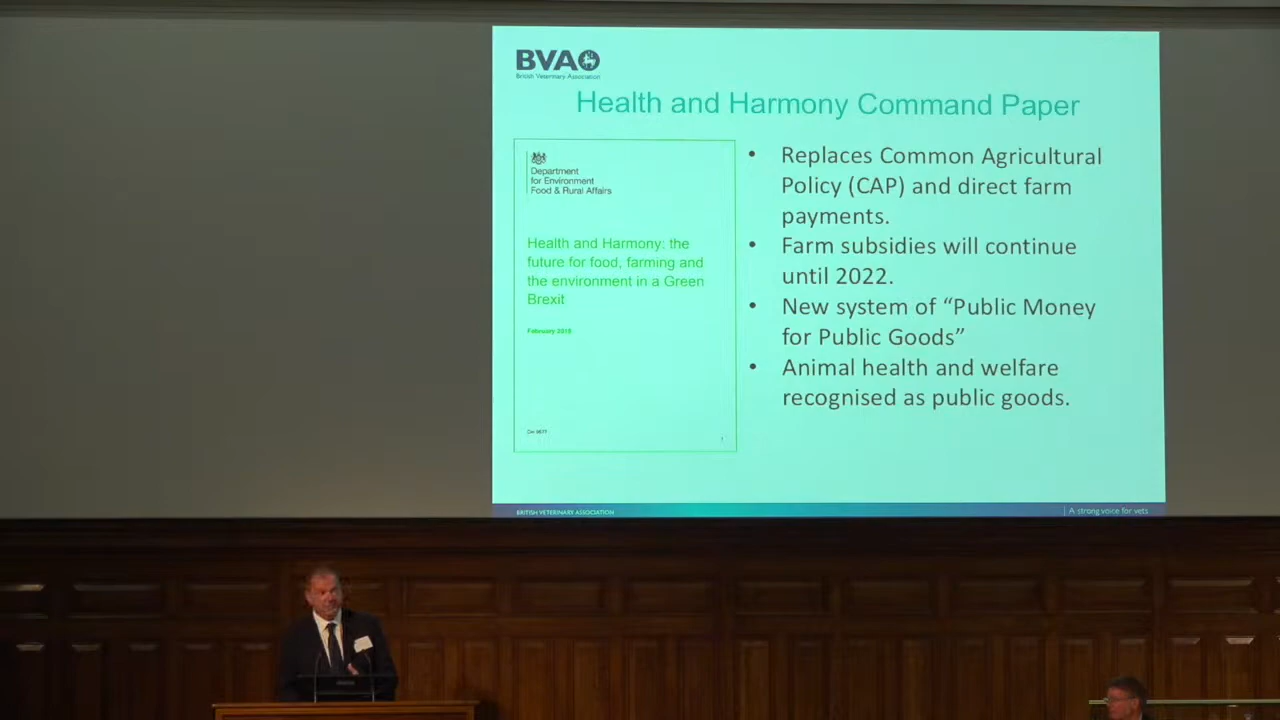 BVA
British Veterinary Association
Health and Harmony Command Paper
Department
for Environment
Food & Rural Affairs
Health and Harmony: the
future for food, farming and
the environment in a Green
Brexit
February 2018
• Replaces Common Agricultural
Policy (CAP) and direct farm
payments.
• Farm subsidies will continue
until 2022.
• New system of “Public Money
for Public Goods”
• Animal health and welfare
recognised as public goods.
BRITISH VETERINARY ASSOCIATION
A strong voice for vets